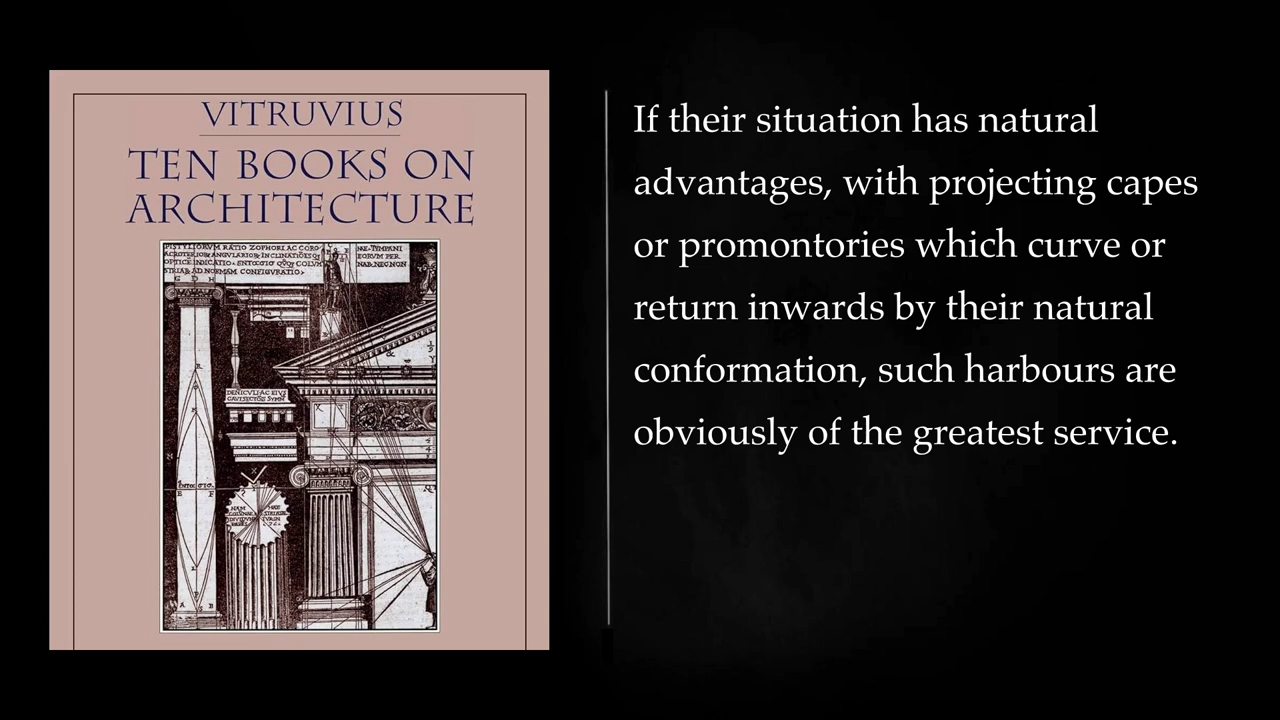 VITRUVIUS
TEN BOOKS ON
ARCHITECTURE
If their situation has natural
advantages, with projecting capes
or promontories which curve or
return inwards by their natural
conformation, such harbours are
obviously of the greatest service.